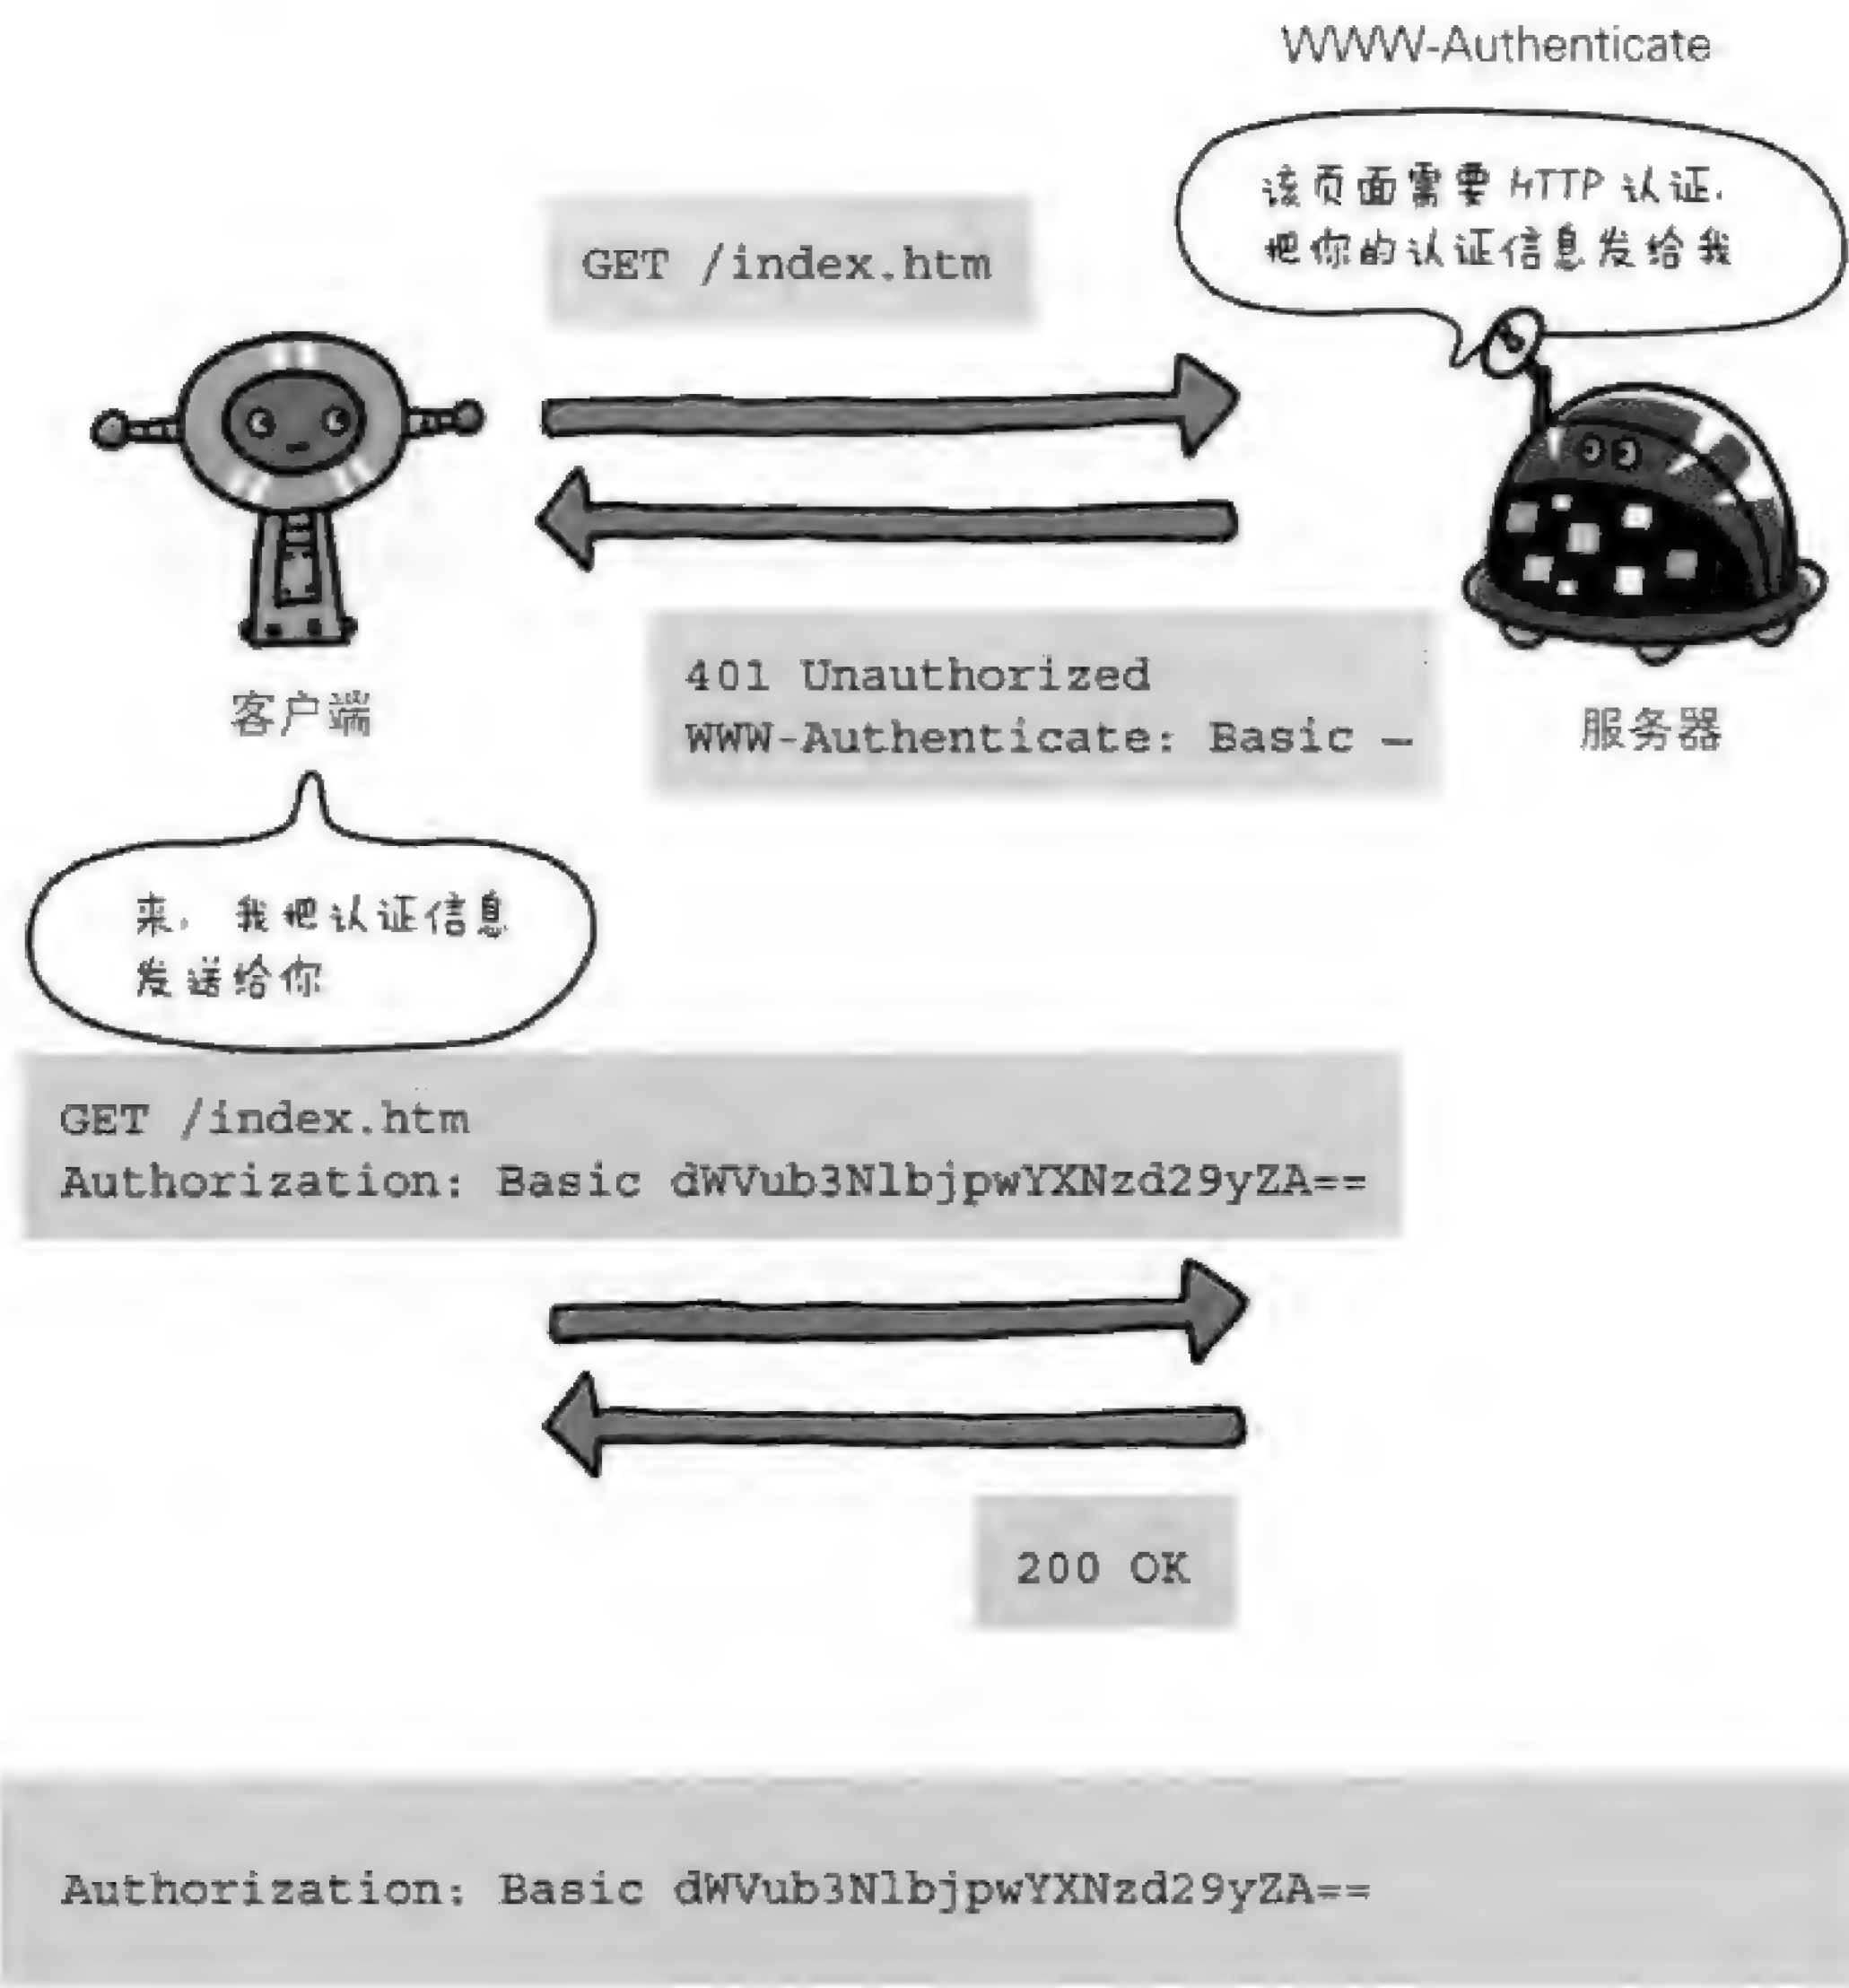 WWW-Authenticate
该页面需要 HTTP 认证,
把你的认证信息发给我
GET /index.htm
401 Unauthorized
WWW-Authenticate: Basic —
客户端
服务器
来, 我把认证信息
发送给你
GET /index.htm
Authorization: Basic dWVub3NlbjpwYXNzd29yZA==
200 OK
Authorization: Basic dWVub3NlbjpwYXNzd29yZA==